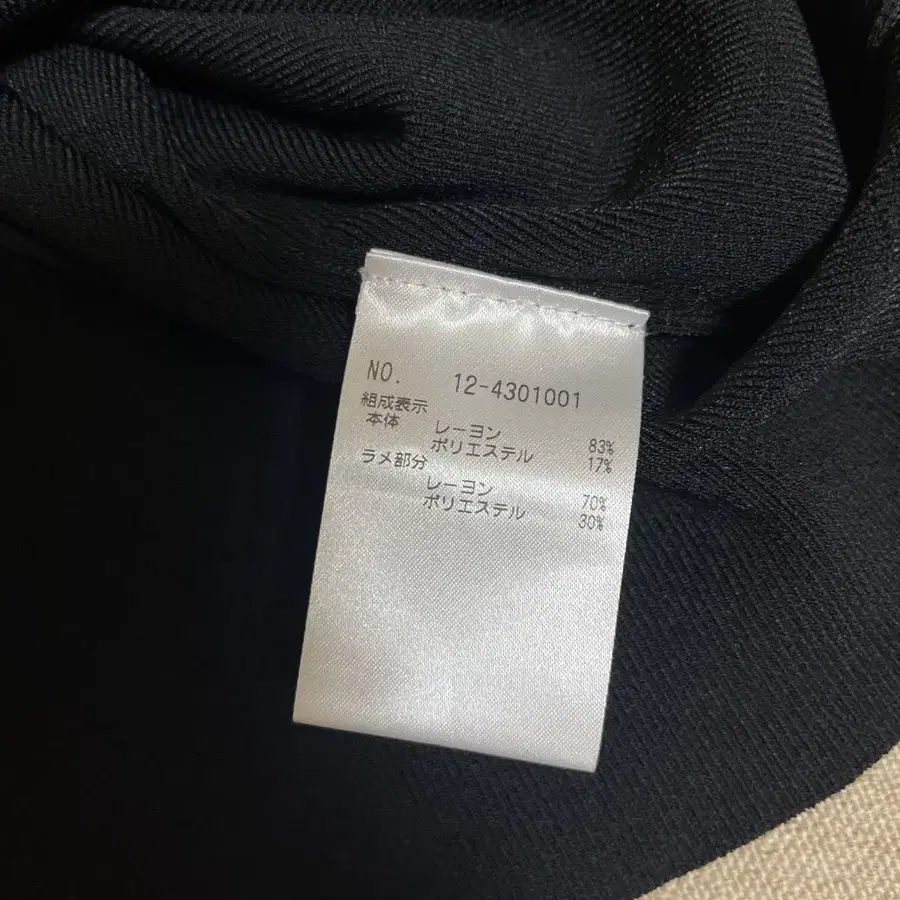 NO. 12-4301001
組成表示
本体
レーヨン 83%
ポリエステル 17%
ラメ部分
レーヨン 70%
ポリエステル 30%